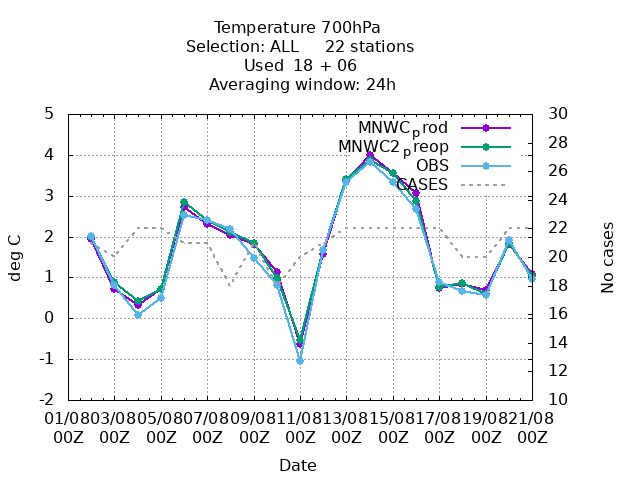 Temperature 700hPa
Selection: ALL 22 stations
Used 18 + 06
Averaging window: 24h
MNWCprod
MNWC2preop
OBS
CASES
deg C
5
4
3
2
1
0
-1
-2
30
28
26
24
22
20
18
16
14
12
10
No cases
01/08 03/08 05/08 07/08 09/08 11/08 13/08 15/08 17/08 19/08 21/08
00Z 00Z 00Z 00Z 00Z 00Z 00Z 00Z 00Z 00Z 00Z
Date